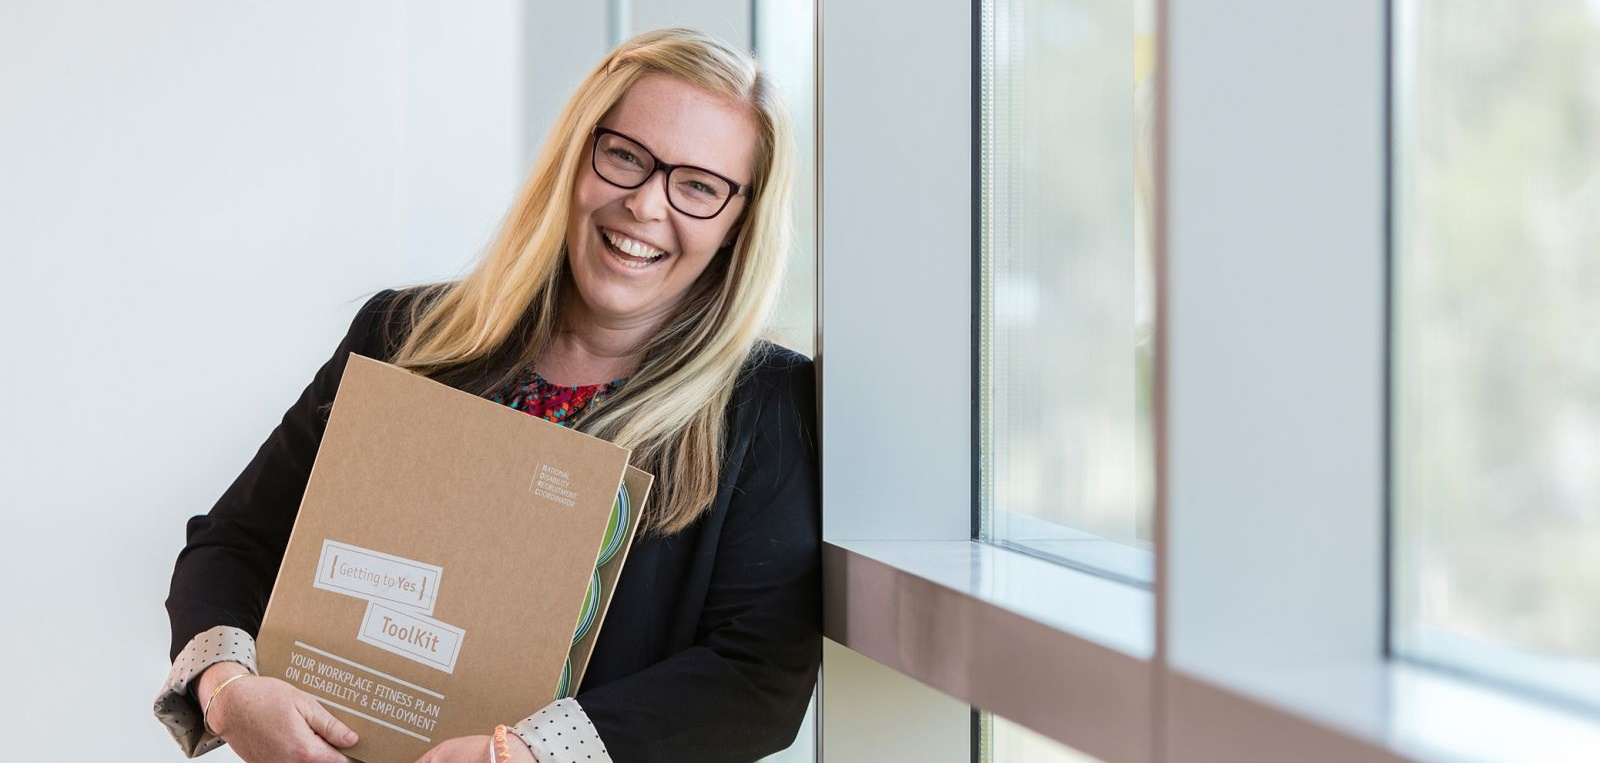 NATIONAL
DISABILITY
RECRUITMENT
COORDINATOR
[Getting to Yes]
ToolKit
YOUR WORKPLACE FITNESS PLAN
ON DISABILITY & EMPLOYMENT